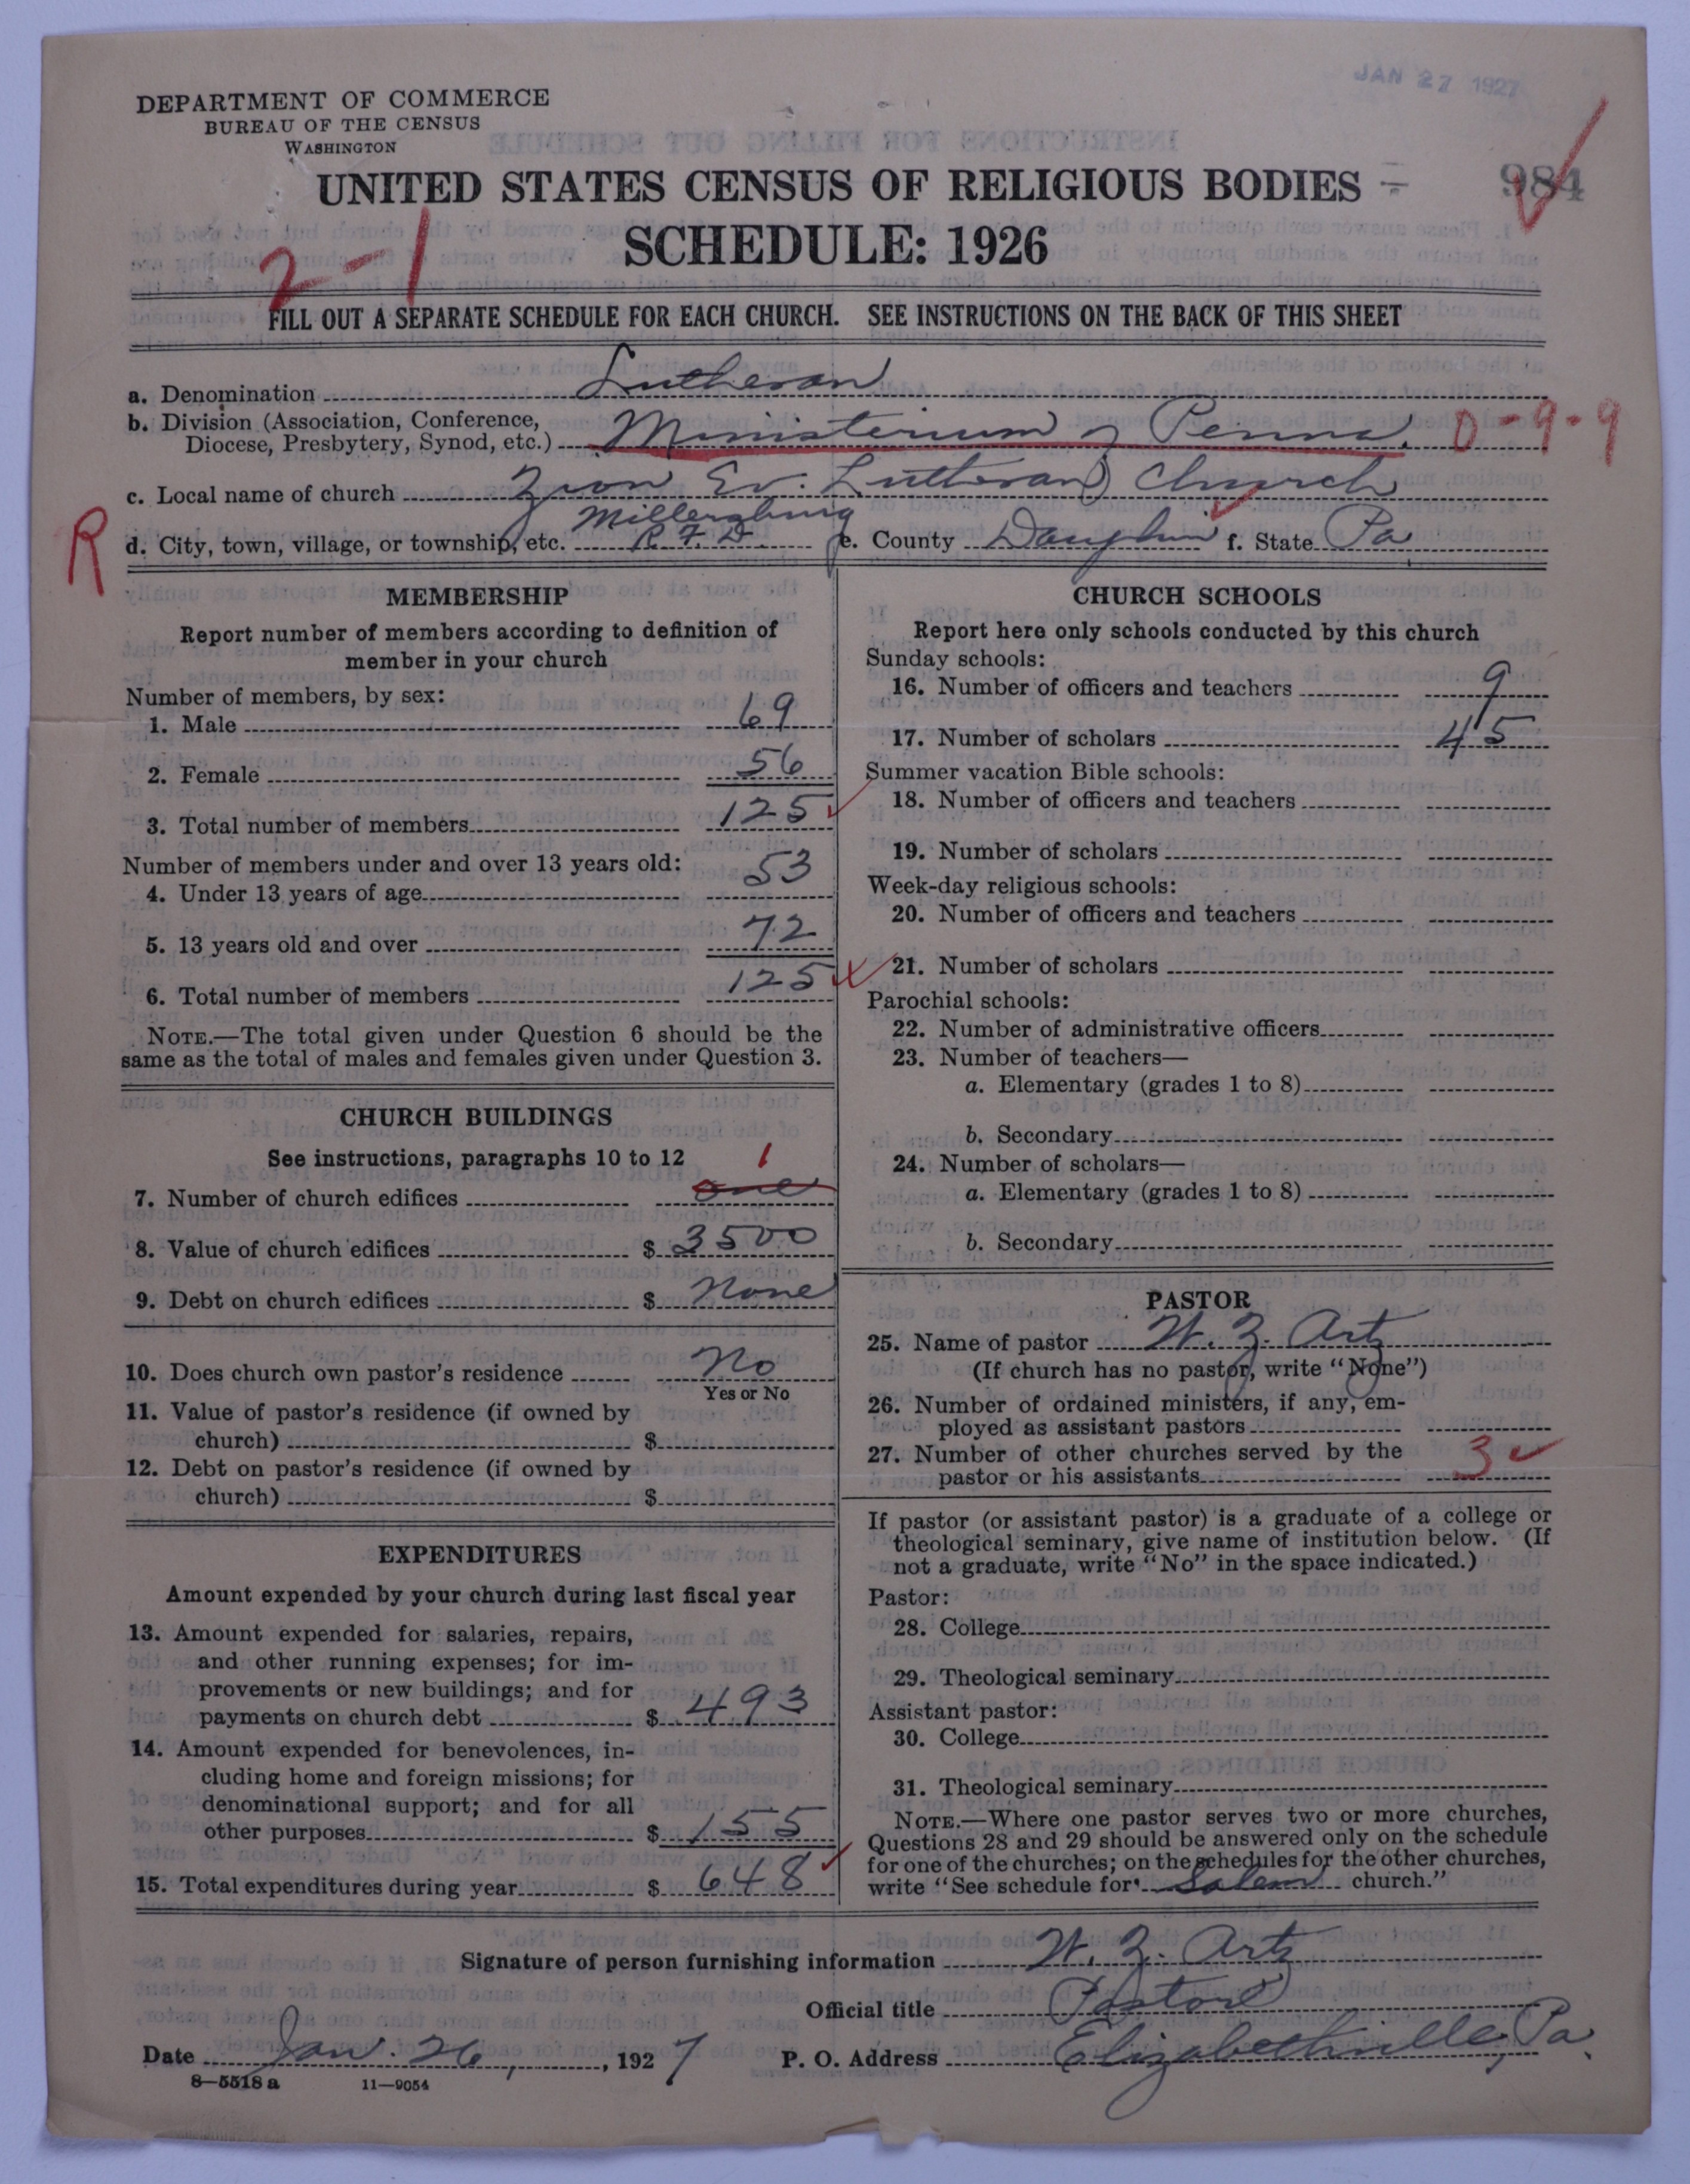 JAN 27 1927
DEPARTMENT OF COMMERCE
BUREAU OF THE CENSUS
WASHINGTON
984
UNITED STATES CENSUS OF RELIGIOUS BODIES
SCHEDULE: 1926
2-1
FILL OUT A SEPARATE SCHEDULE FOR EACH CHURCH. SEE INSTRUCTIONS ON THE BACK OF THIS SHEET
a. Denomination Lutheran
b. Division (Association, Conference,
Diocese, Presbytery, Synod, etc.) Ministerium of Penna. 0-9-9
c. Local name of church Zion Ev. Lutheran Church
R
d. City, town, village, or township, etc. Millersburg R. F. D. e. County Dauphin f. State Pa
MEMBERSHIP
Report number of members according to definition of
member in your church
Number of members, by sex:
1. Male 69
2. Female 56
3. Total number of members 125
Number of members under and over 13 years old:
4. Under 13 years of age 53
5. 13 years old and over 72
6. Total number of members 125
NOTE.—The total given under Question 6 should be the
same as the total of males and females given under Question 3.
CHURCH BUILDINGS
See instructions, paragraphs 10 to 12
1
7. Number of church edifices one
8. Value of church edifices $ 3500
9. Debt on church edifices $ None
10. Does church own pastor's residence No
Yes or No
11. Value of pastor's residence (if owned by
church) $
12. Debt on pastor's residence (if owned by
church) $
EXPENDITURES
Amount expended by your church during last fiscal year
13. Amount expended for salaries, repairs,
and other running expenses; for im-
provements or new buildings; and for
payments on church debt $ 493
14. Amount expended for benevolences, in-
cluding home and foreign missions; for
denominational support; and for all
other purposes $ 155
15. Total expenditures during year $ 648
CHURCH SCHOOLS
Report here only schools conducted by this church
Sunday schools:
16. Number of officers and teachers 9
17. Number of scholars 45
Summer vacation Bible schools:
18. Number of officers and teachers
19. Number of scholars
Week-day religious schools:
20. Number of officers and teachers
21. Number of scholars
Parochial schools:
22. Number of administrative officers
23. Number of teachers—
a. Elementary (grades 1 to 8)
b. Secondary
24. Number of scholars—
a. Elementary (grades 1 to 8)
b. Secondary
PASTOR
25. Name of pastor W. Z. Artz
(If church has no pastor, write "None")
26. Number of ordained ministers, if any, em-
ployed as assistant pastors
27. Number of other churches served by the
pastor or his assistants 3
If pastor (or assistant pastor) is a graduate of a college or
theological seminary, give name of institution below. (If
not a graduate, write "No" in the space indicated.)
Pastor:
28. College
29. Theological seminary
Assistant pastor:
30. College
31. Theological seminary
NOTE.—Where one pastor serves two or more churches,
Questions 28 and 29 should be answered only on the schedule
for one of the churches; on the schedules for the other churches,
write "See schedule for Salem church."
Signature of person furnishing information W. Z. Artz
Official title Pastor
Date Jan. 26, 1927 P. O. Address Elizabethville, Pa.
8—5518 a 11—9054